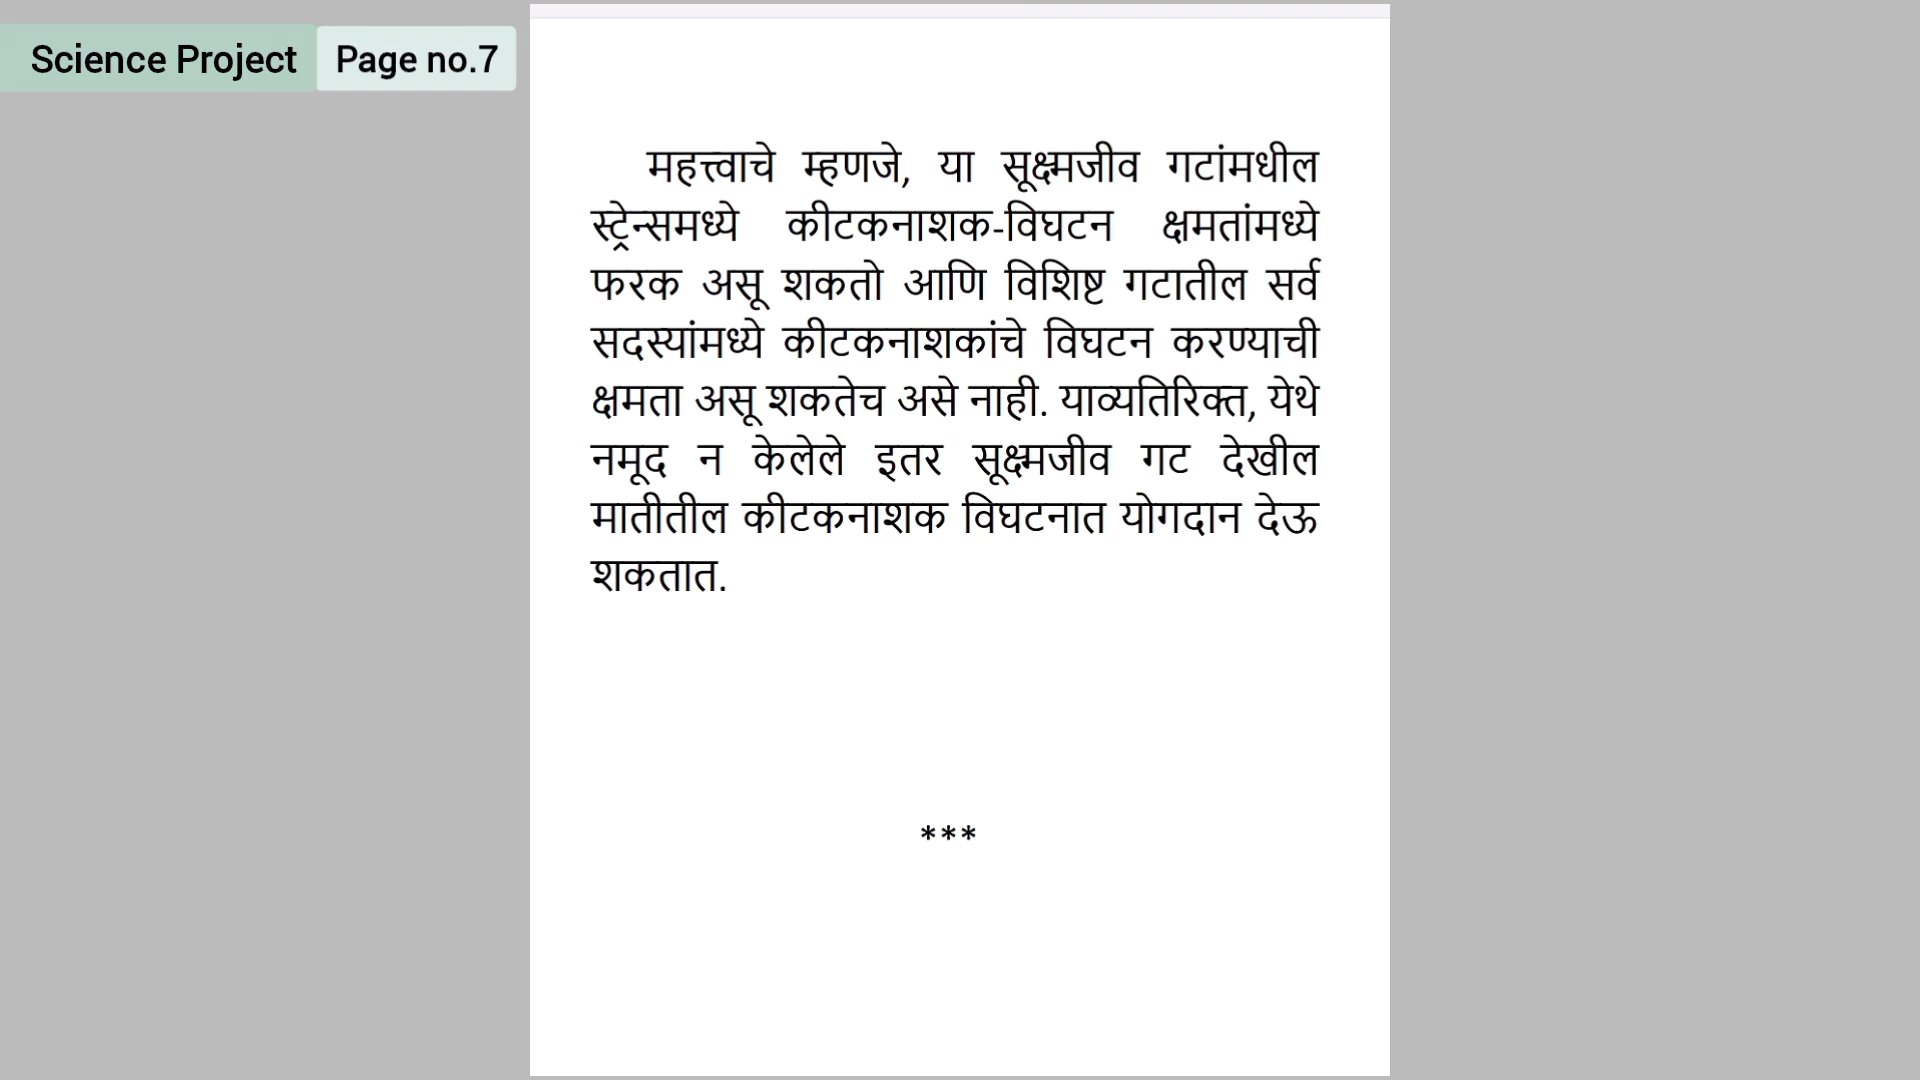 Science Project Page no.7
महत्त्वाचे म्हणजे, या सूक्ष्मजीव गटांमधील
स्ट्रेन्समध्ये कीटकनाशक-विघटन क्षमतांमध्ये
फरक असू शकतो आणि विशिष्ट गटातील सर्व
सदस्यांमध्ये कीटकनाशकांचे विघटन करण्याची
क्षमता असू शकतेच असे नाही. याव्यतिरिक्त, येथे
नमूद न केलेले इतर सूक्ष्मजीव गट देखील
मातीतील कीटकनाशक विघटनात योगदान देऊ
शकतात.
***